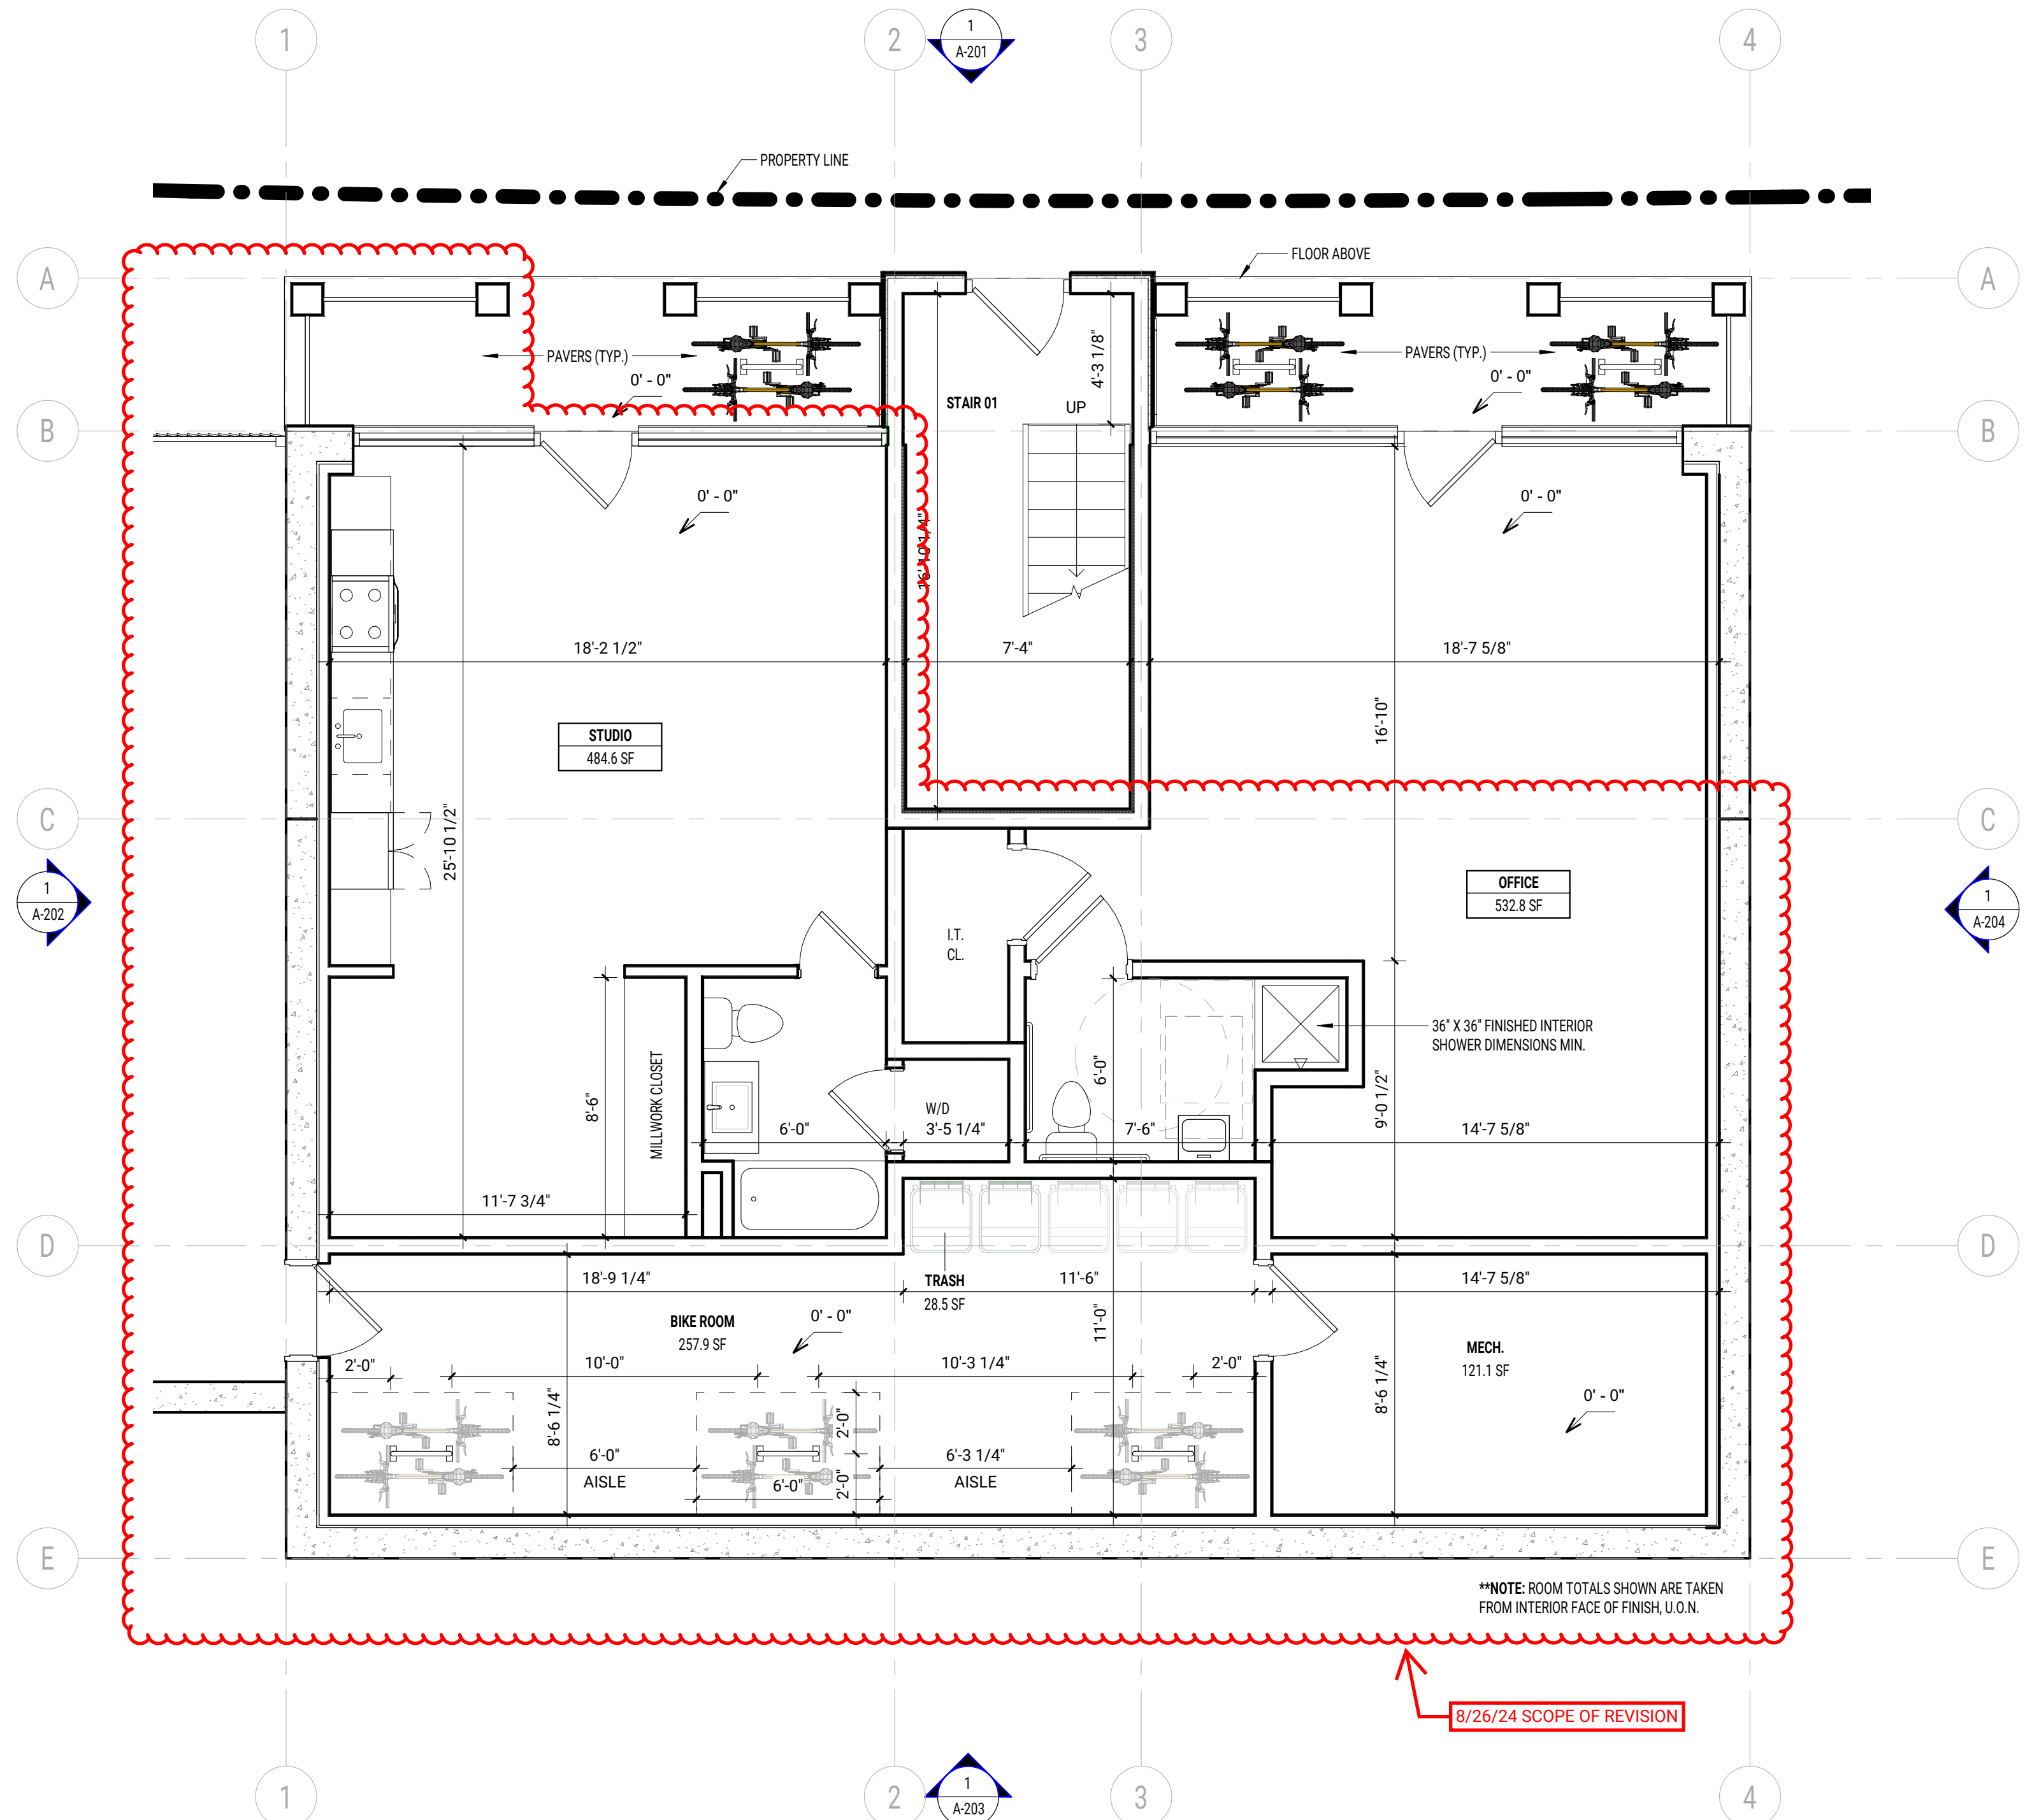 1
2
3
4
1
A-201
PROPERTY LINE
A
A
FLOOR ABOVE
PAVERS (TYP.)
0' - 0"
4'-3 1/8"
PAVERS (TYP.)
0' - 0"
STAIR 01
UP
B
B
0' - 0"
0' - 0"
16'-10 1/4"
18'-2 1/2"
7'-4"
18'-7 5/8"
16'-10"
STUDIO
484.6 SF
25'-10 1/2"
C
C
1
A-202
OFFICE
532.8 SF
1
A-204
I.T.
CL.
36" X 36" FINISHED INTERIOR
SHOWER DIMENSIONS MIN.
8'-6"
MILLWORK CLOSET
6'-0"
9'-0 1/2"
W/D
6'-0"
3'-5 1/4"
7'-6"
14'-7 5/8"
11'-7 3/4"
D
D
18'-9 1/4"
TRASH
28.5 SF
11'-6"
14'-7 5/8"
BIKE ROOM
257.9 SF
0' - 0"
11'-0"
MECH.
121.1 SF
2'-0"
10'-0"
10'-3 1/4"
2'-0"
8'-6 1/4"
8'-6 1/4"
0' - 0"
2'-0"
6'-0"
AISLE
6'-0"
2'-0"
6'-3 1/4"
AISLE
E
E
**NOTE: ROOM TOTALS SHOWN ARE TAKEN
FROM INTERIOR FACE OF FINISH, U.O.N.
8/26/24 SCOPE OF REVISION
1
2
1
A-203
3
4